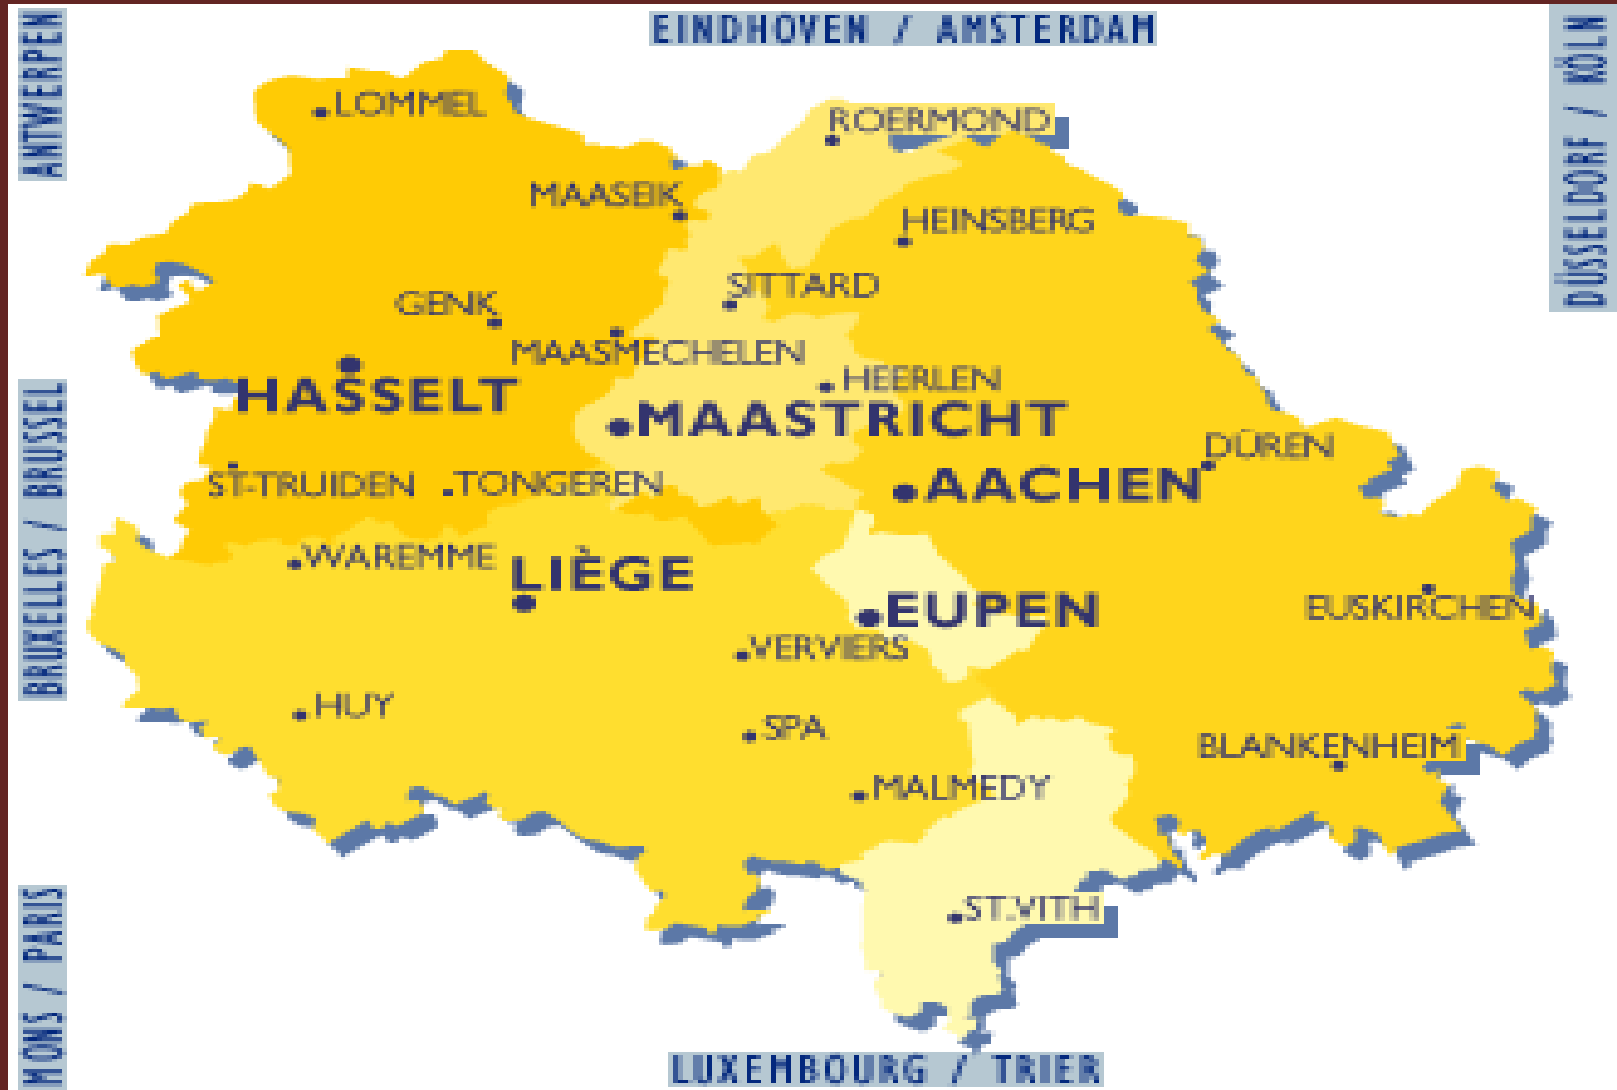 EINDHOVEN / AMSTERDAM
ANTWERPEN
DÜSSELDORF / KÖLN
LOMMEL
ROERMOND
MAASEIK
HEINSBERG
SITTARD
GENK
MAASMECHELEN
HEERLEN
HASSELT
MAASTRICHT
BRUXELLES / BRUSSEL
DÜREN
ST-TRUIDEN
TONGEREN
AACHEN
WAREMME
LIÈGE
EUPEN
EUSKIRCHEN
VERVIERS
HUY
SPA
BLANKENHEIM
MALMEDY
ST.VITH
MONS / PARIS
LUXEMBOURG / TRIER